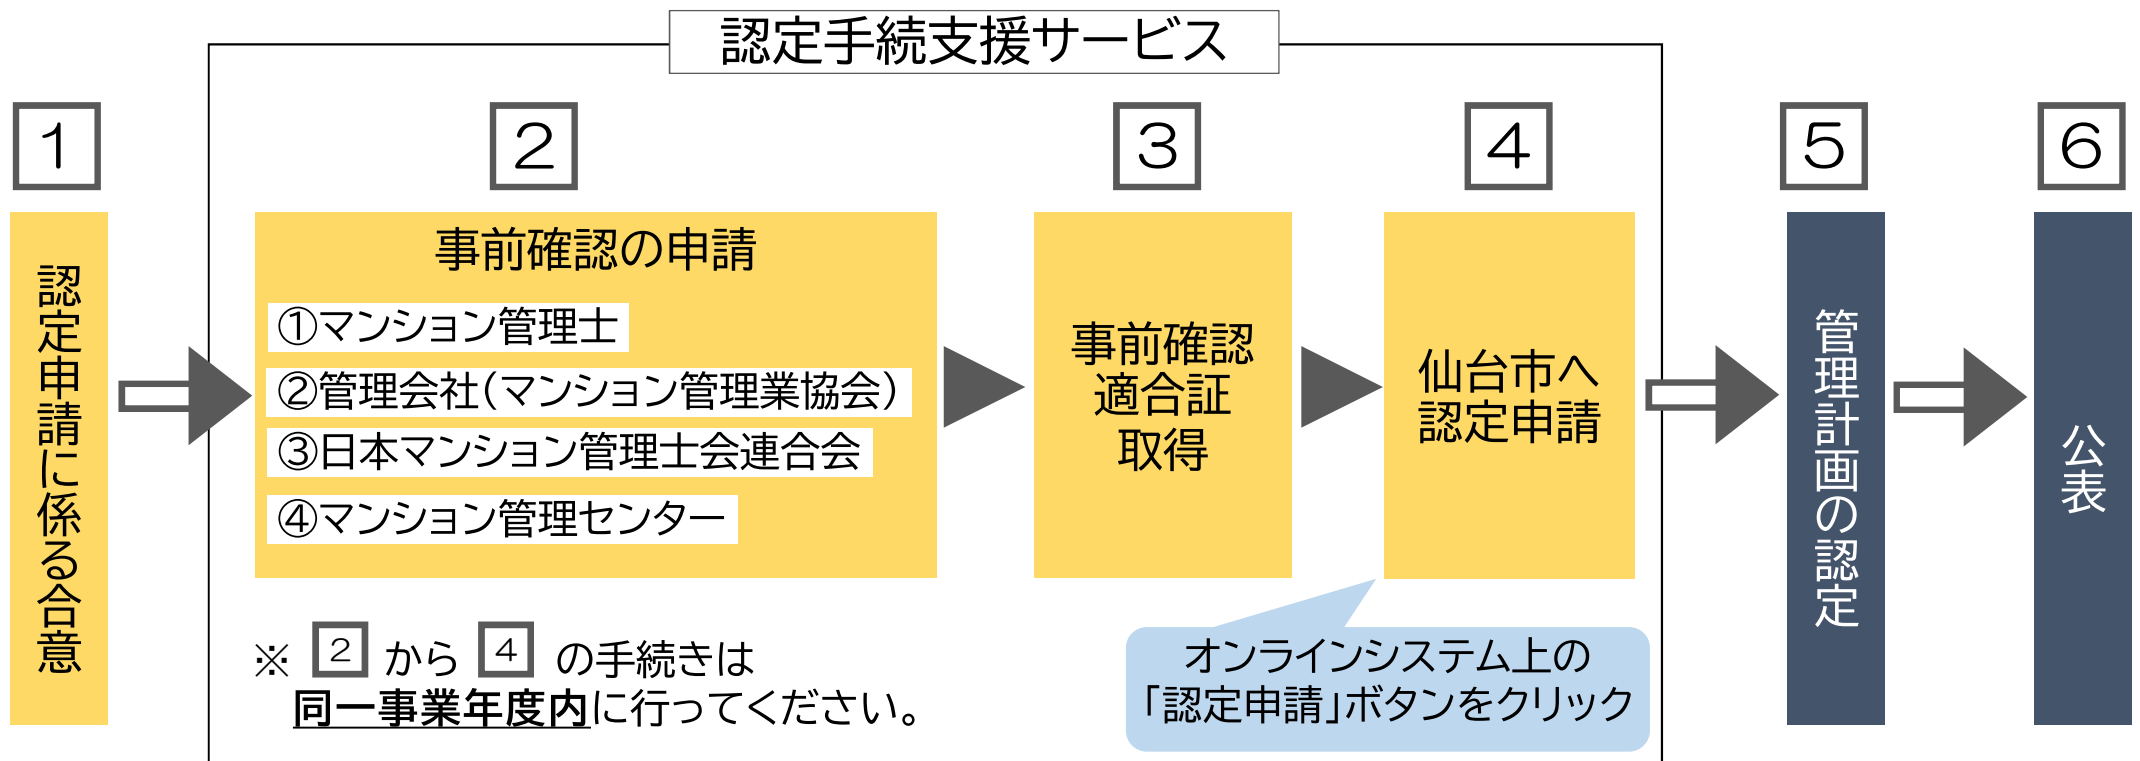 認定手続支援サービス
1
認定申請に係る合意
2
事前確認の申請
①マンション管理士
②管理会社(マンション管理業協会)
③日本マンション管理士会連合会
④マンション管理センター
3
事前確認
適合証
取得
4
仙台市へ
認定申請
オンラインシステム上の
「認定申請」ボタンをクリック
※ 2 から 4 の手続きは
同一事業年度内に行ってください。
5
管理計画の認定
6
公表